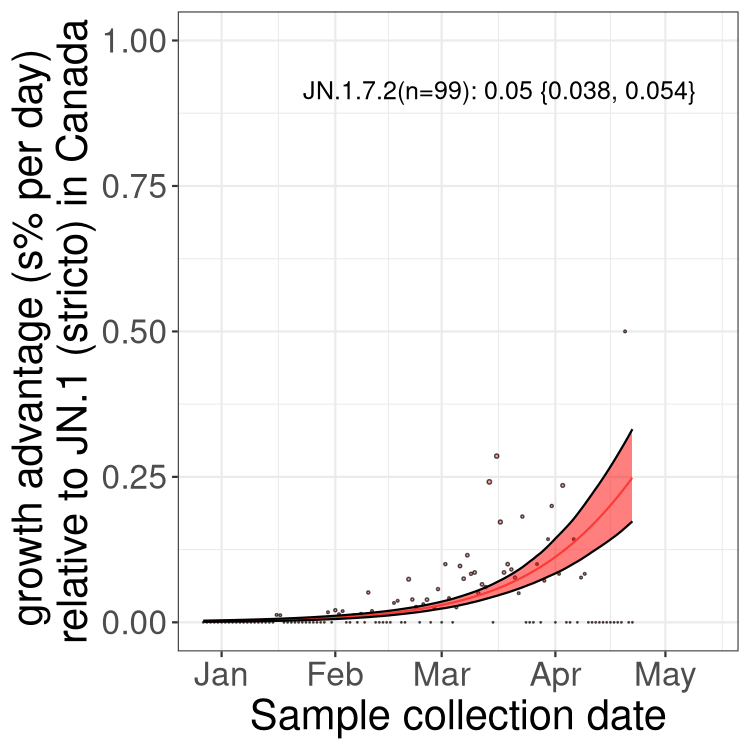 growth advantage (s% per day)
relative to JN.1 (stricto) in Canada
1.00
0.75
0.50
0.25
0.00
JN.1.7.2(n=99): 0.05 {0.038, 0.054}
Jan Feb Mar Apr May
Sample collection date